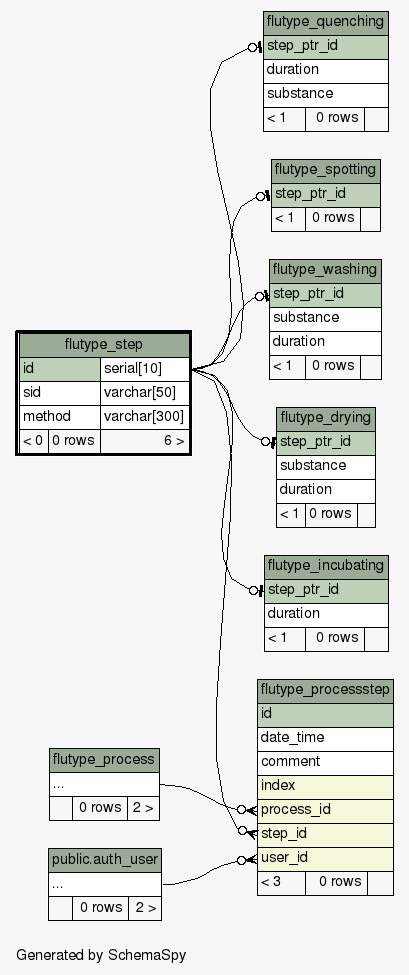 flutype_quenching
step_ptr_id
duration
substance
< 1 0 rows
flutype_spotting
step_ptr_id
< 1 0 rows
flutype_washing
step_ptr_id
substance
duration
< 1 0 rows
flutype_step
id serial[10]
sid varchar[50]
method varchar[300]
< 0 0 rows 6 >
flutype_drying
step_ptr_id
substance
duration
< 1 0 rows
flutype_incubating
step_ptr_id
duration
< 1 0 rows
flutype_processstep
id
date_time
comment
index
process_id
step_id
user_id
< 3 0 rows
flutype_process
...
0 rows 2 >
public.auth_user
...
0 rows 2 >
Generated by SchemaSpy